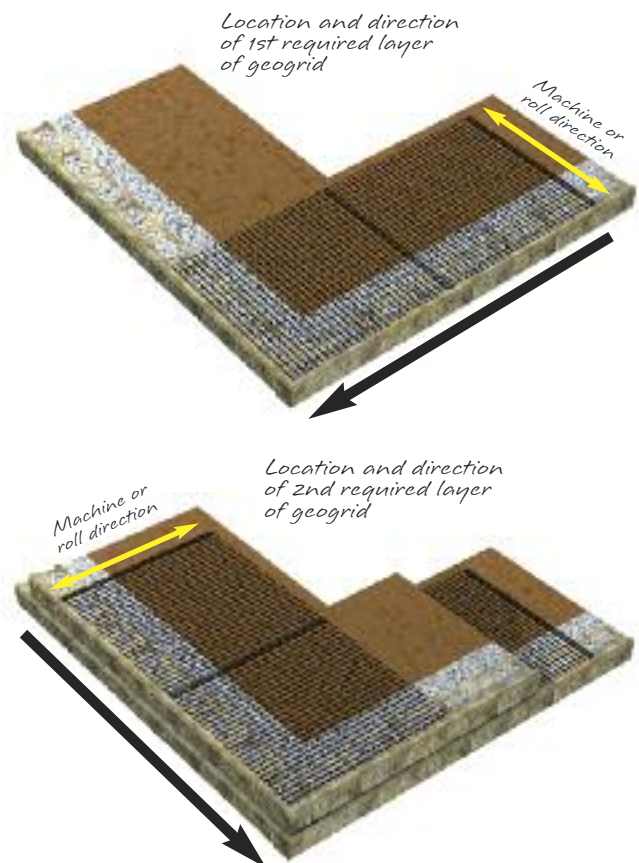 Location and direction
of 1st required layer
of geogrid
Machine or
roll direction
Location and direction
of 2nd required layer
of geogrid
Machine or
roll direction